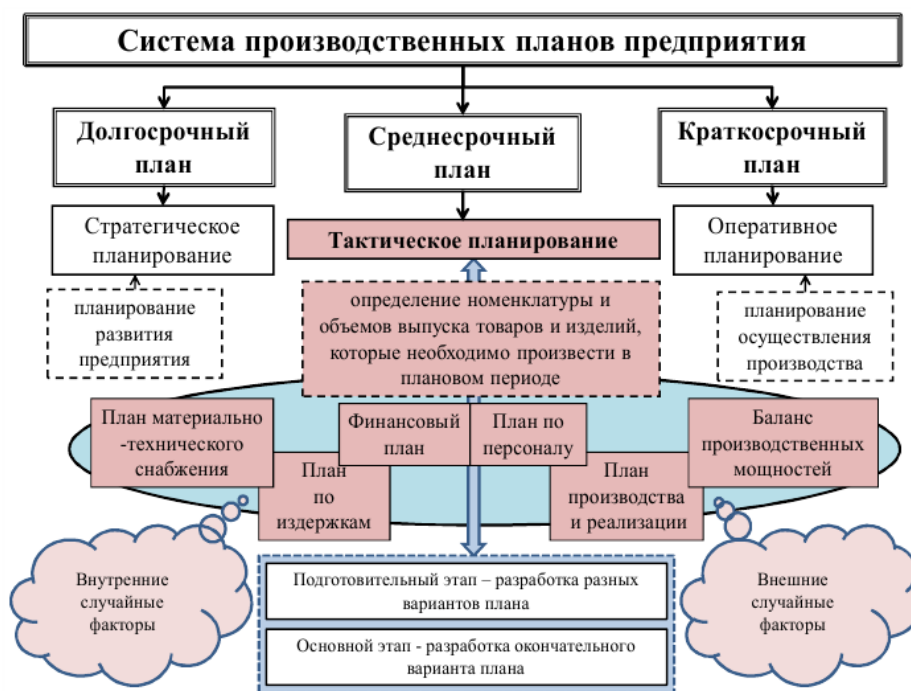 Система производственных планов предприятия
Долгосрочный
план
Среднесрочный
план
Краткосрочный
план
Стратегическое
планирование
Тактическое планирование
Оперативное
планирование
планирование
развития
предприятия
определение номенклатуры и
объемов выпуска товаров и изделий,
которые необходимо произвести в
плановом периоде
планирование
осуществления
производства
План материально
-технического
снабжения
Финансовый
план
План по
персоналу
Баланс
производственных
мощностей
План
по
издержкам
План
производства
и реализации
Внутренние
случайные
факторы
Подготовительный этап – разработка разных
вариантов плана
Основной этап - разработка окончательного
варианта плана
Внешние
случайные
факторы